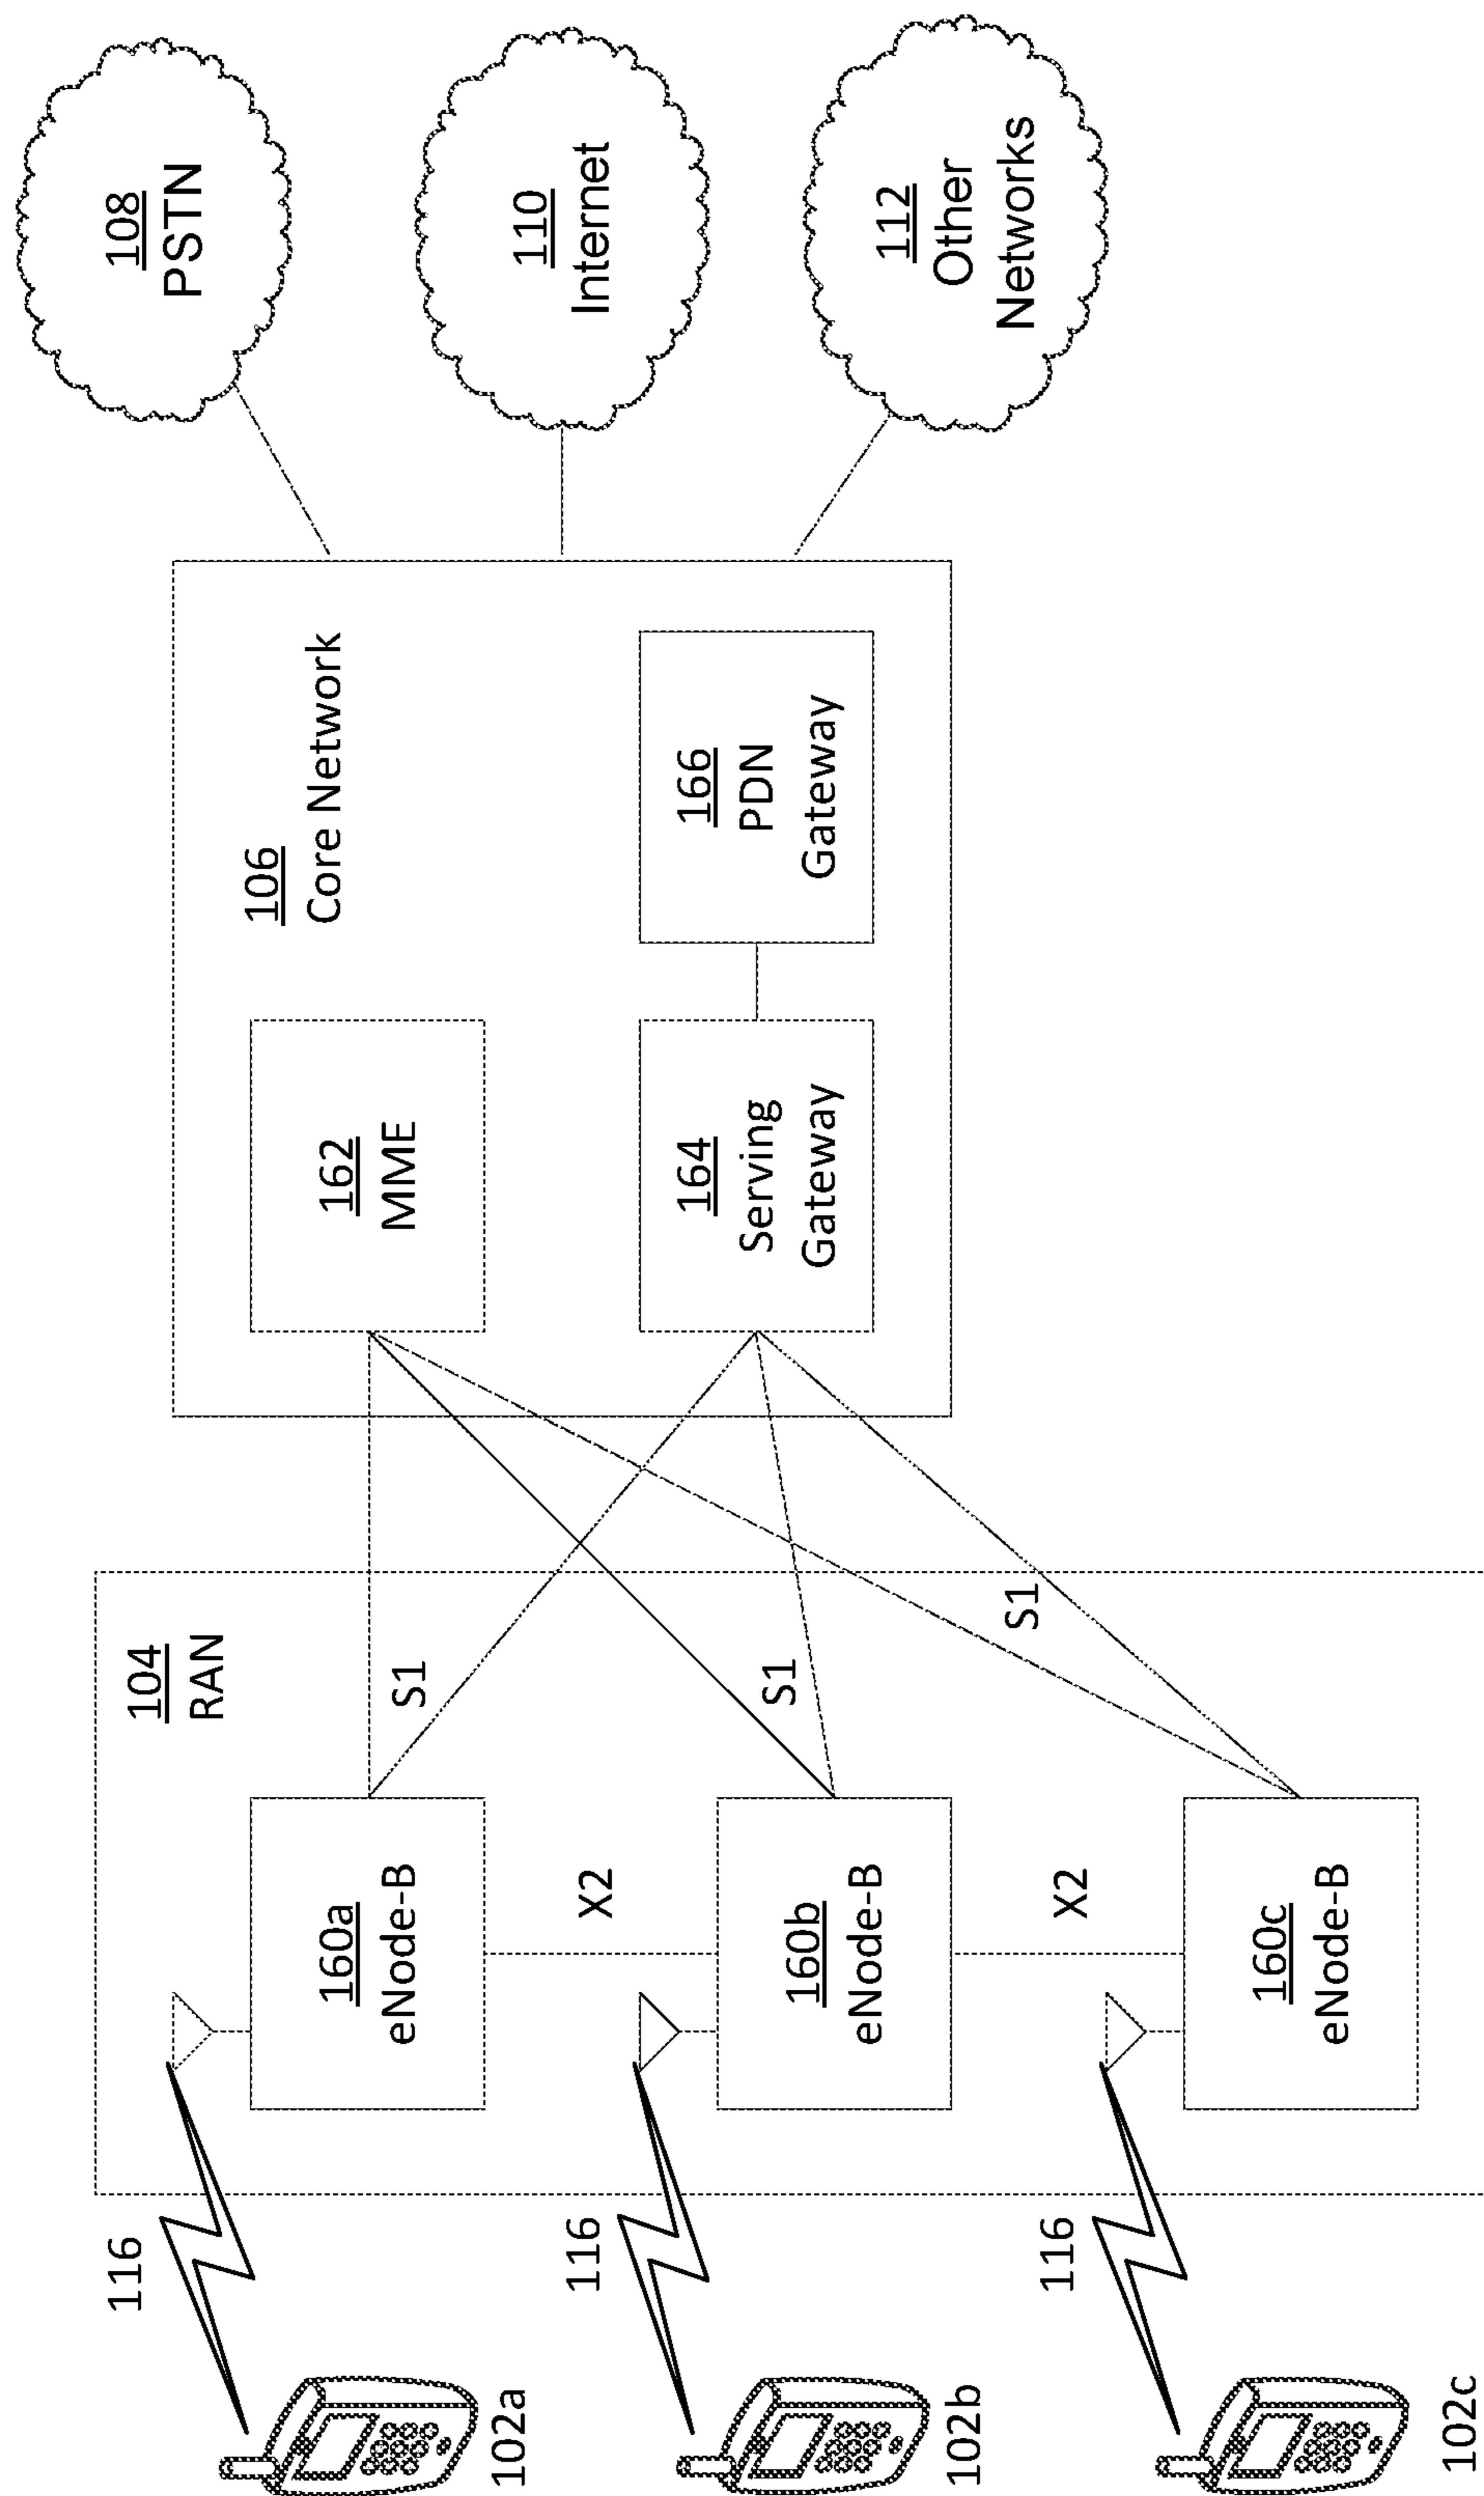 102a
102b
102c
116
116
116
104
RAN
160a
eNode-B
X2
160b
eNode-B
X2
160c
eNode-B
S1
S1
S1
106
Core Network
162
MME
164
Serving
Gateway
166
PDN
Gateway
108
PSTN
110
Internet
112
Other
Networks